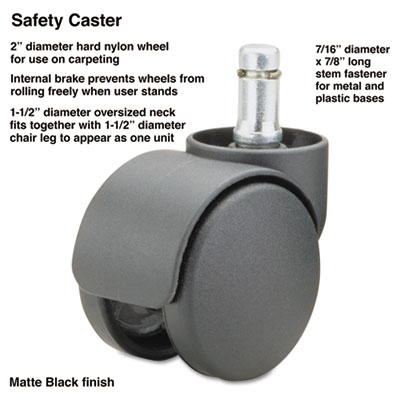 Safety Caster
2” diameter hard nylon wheel
for use on carpeting
Internal brake prevents wheels from
rolling freely when user stands
1-1/2” diameter oversized neck
fits together with 1-1/2” diameter
chair leg to appear as one unit
7/16” diameter
x 7/8” long
stem fastener
for metal and
plastic bases
Matte Black finish